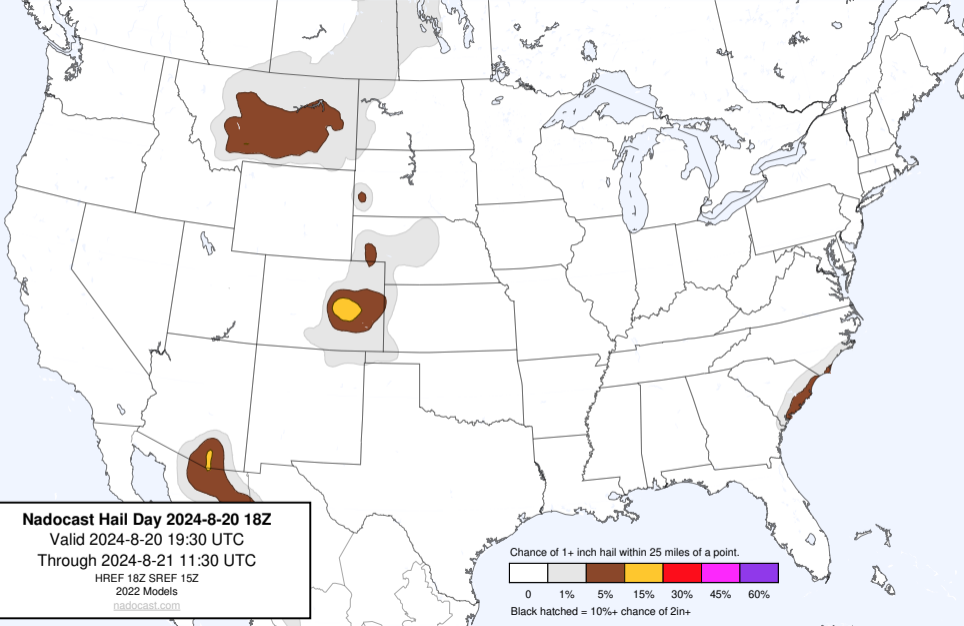 Nadocast Hail Day 2024-8-20 18Z
Valid 2024-8-20 19:30 UTC
Through 2024-8-21 11:30 UTC
HREF 18Z SREF 15Z
2022 Models
nadocast.com
Chance of 1+ inch hail within 25 miles of a point.
0 1% 5% 15% 30% 45% 60%
Black hatched = 10%+ chance of 2in+